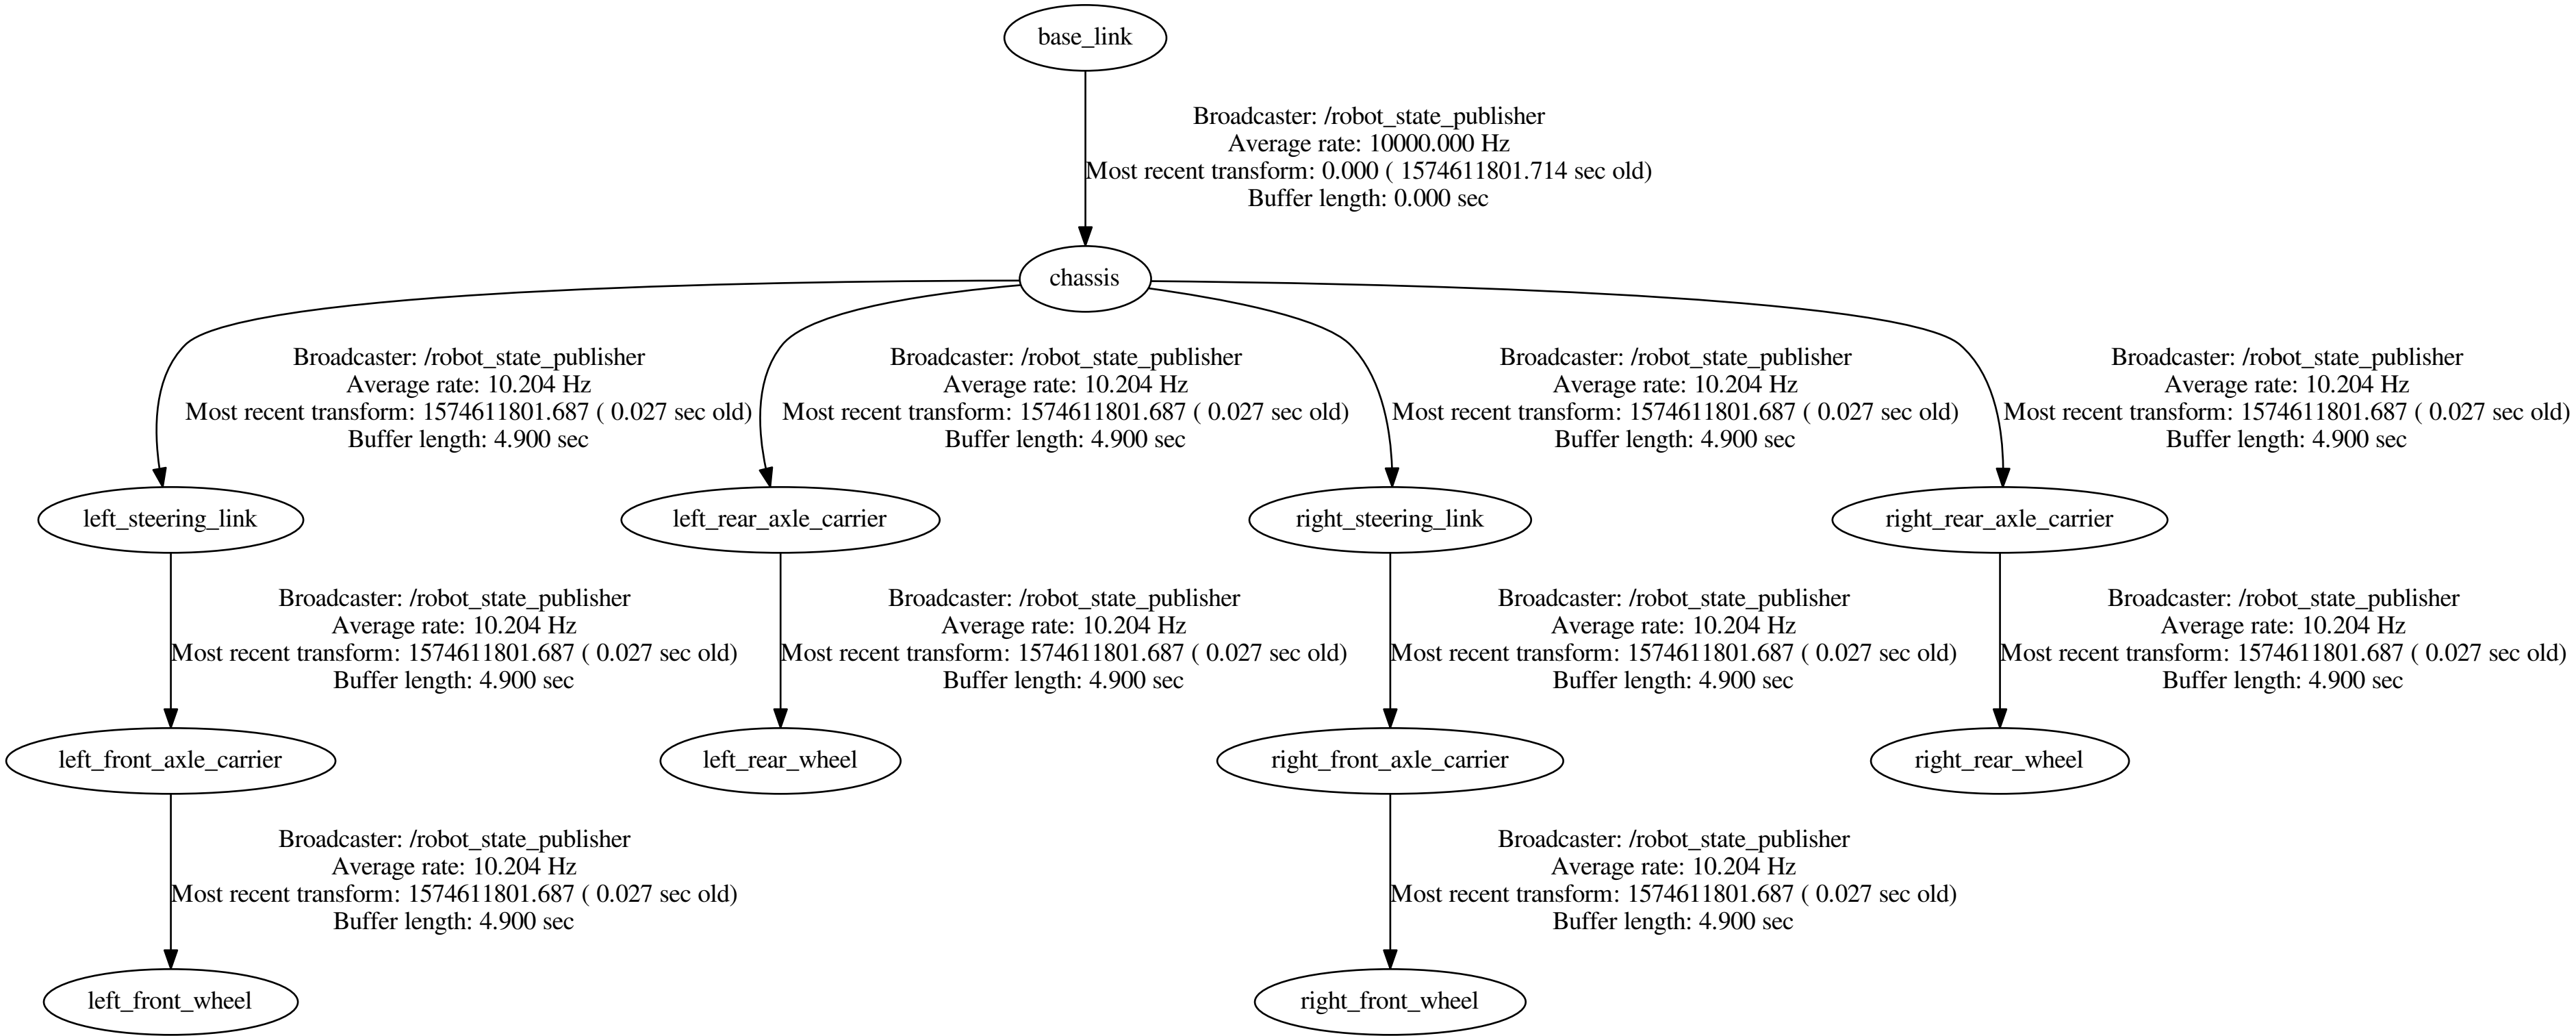 base_link
Broadcaster: /robot_state_publisher
Average rate: 10000.000 Hz
Most recent transform: 0.000 ( 1574611801.714 sec old)
Buffer length: 0.000 sec
chassis
Broadcaster: /robot_state_publisher
Average rate: 10.204 Hz
Most recent transform: 1574611801.687 ( 0.027 sec old)
Buffer length: 4.900 sec
Broadcaster: /robot_state_publisher
Average rate: 10.204 Hz
Most recent transform: 1574611801.687 ( 0.027 sec old)
Buffer length: 4.900 sec
Broadcaster: /robot_state_publisher
Average rate: 10.204 Hz
Most recent transform: 1574611801.687 ( 0.027 sec old)
Buffer length: 4.900 sec
Broadcaster: /robot_state_publisher
Average rate: 10.204 Hz
Most recent transform: 1574611801.687 ( 0.027 sec old)
Buffer length: 4.900 sec
left_steering_link
left_rear_axle_carrier
right_steering_link
right_rear_axle_carrier
Broadcaster: /robot_state_publisher
Average rate: 10.204 Hz
Most recent transform: 1574611801.687 ( 0.027 sec old)
Buffer length: 4.900 sec
Broadcaster: /robot_state_publisher
Average rate: 10.204 Hz
Most recent transform: 1574611801.687 ( 0.027 sec old)
Buffer length: 4.900 sec
Broadcaster: /robot_state_publisher
Average rate: 10.204 Hz
Most recent transform: 1574611801.687 ( 0.027 sec old)
Buffer length: 4.900 sec
Broadcaster: /robot_state_publisher
Average rate: 10.204 Hz
Most recent transform: 1574611801.687 ( 0.027 sec old)
Buffer length: 4.900 sec
left_front_axle_carrier
left_rear_wheel
right_front_axle_carrier
right_rear_wheel
Broadcaster: /robot_state_publisher
Average rate: 10.204 Hz
Most recent transform: 1574611801.687 ( 0.027 sec old)
Buffer length: 4.900 sec
Broadcaster: /robot_state_publisher
Average rate: 10.204 Hz
Most recent transform: 1574611801.687 ( 0.027 sec old)
Buffer length: 4.900 sec
left_front_wheel
right_front_wheel